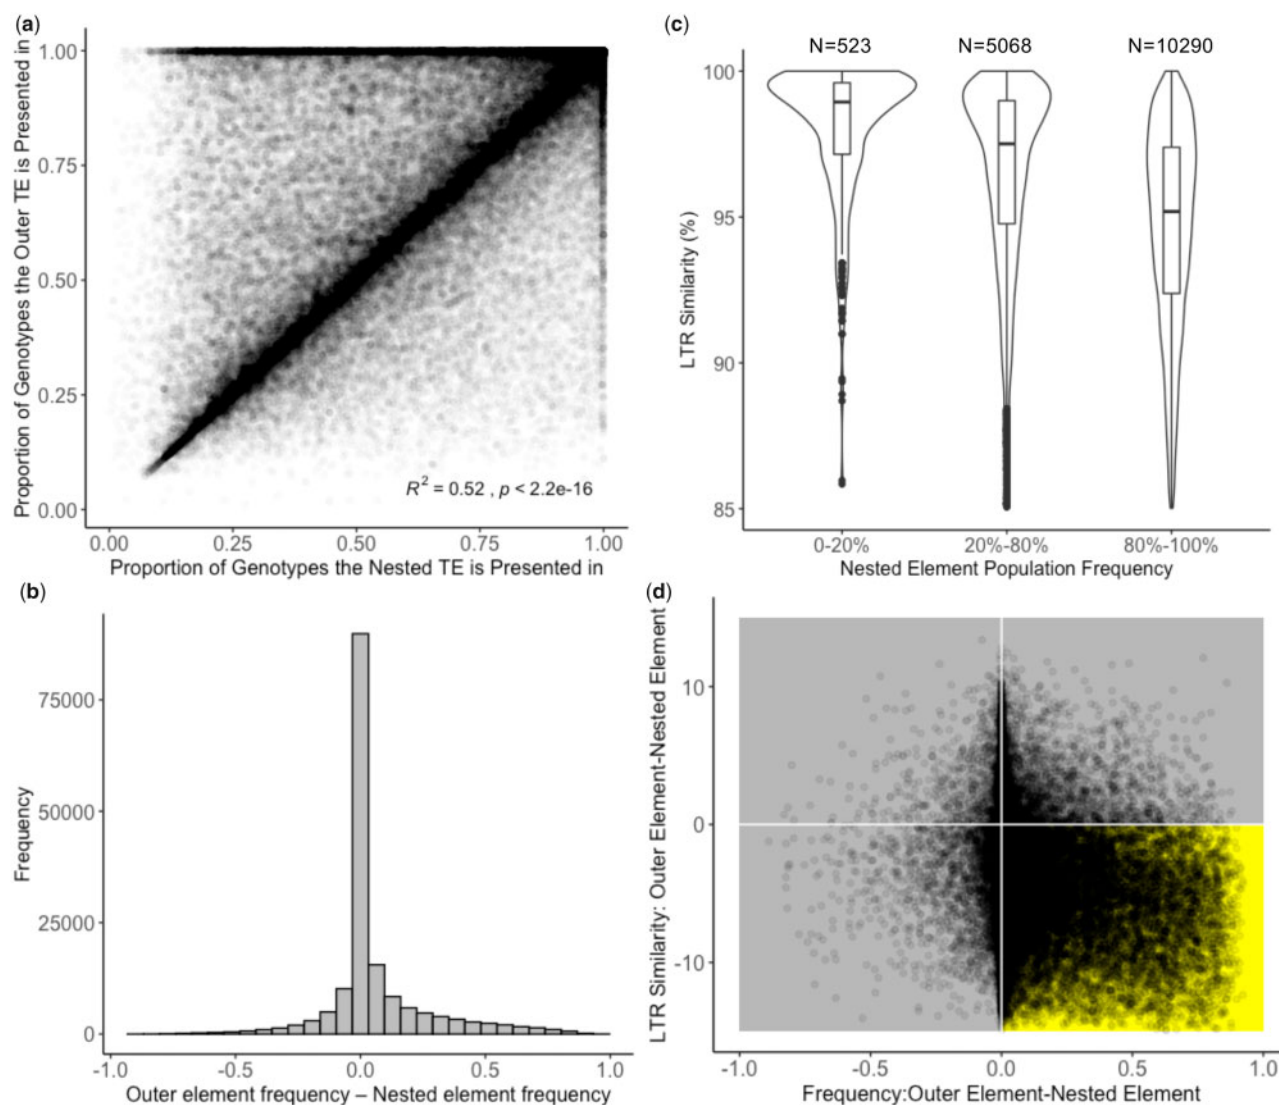 (a)
Proportion of Genotypes the Outer TE is Presented in
1.00
0.75
0.50
0.25
0.00
R² = 0.52 , p < 2.2e-16
0.00 0.25 0.50 0.75 1.00
Proportion of Genotypes the Nested TE is Presented in
(c)
N=523 N=5068 N=10290
LTR Similarity (%)
100
95
90
85
0-20% 20%-80% 80%-100%
Nested Element Population Frequency
(b)
Frequency
75000
50000
25000
0
-1.0 -0.5 0.0 0.5 1.0
Outer element frequency – Nested element frequency
(d)
LTR Similarity: Outer Element-Nested Element
10
0
-10
-1.0 -0.5 0.0 0.5 1.0
Frequency:Outer Element-Nested Element